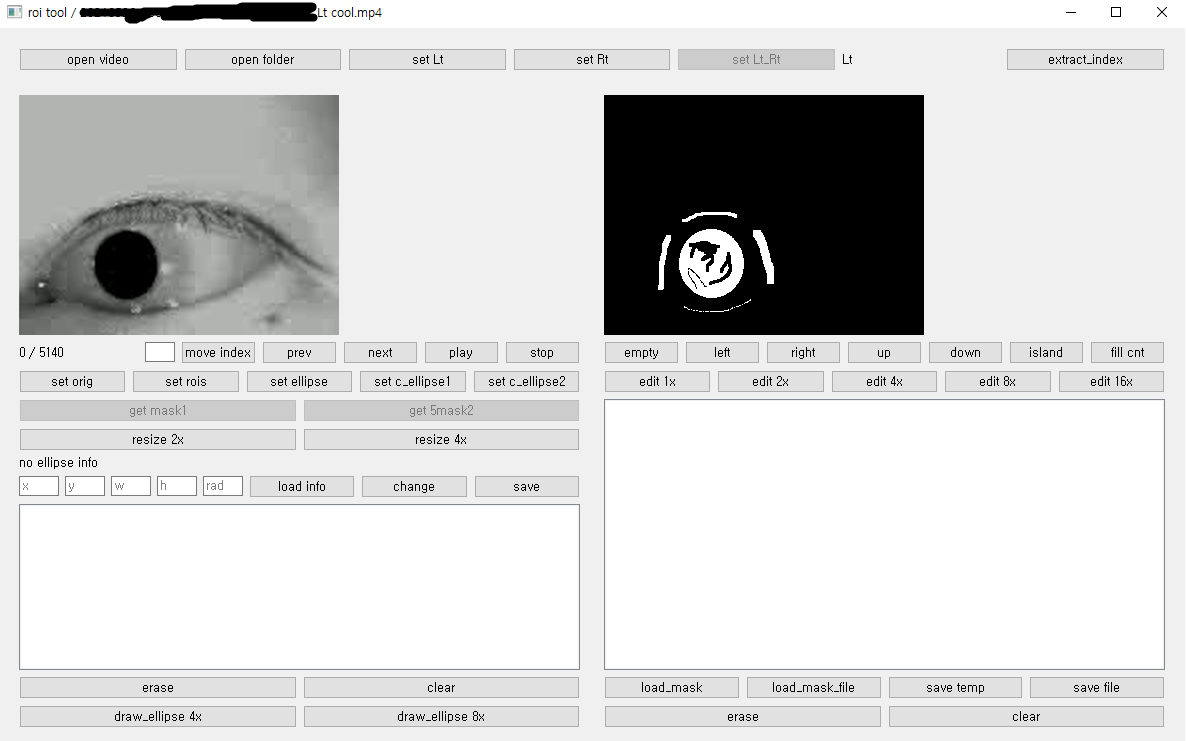 roi tool / Lt cool.mp4
open video open folder set Lt set Rt set Lt_Rt Lt extract_index
0 / 5140 move index prev next play stop
empty left right up down island fill cnt
set orig set rois set ellipse set c_ellipse1 set c_ellipse2
edit 1x edit 2x edit 4x edit 8x edit 16x
get mask1 get 5mask2
resize 2x resize 4x
no ellipse info
x y w h rad load info change save
erase clear
load_mask load_mask_file save temp save file
draw_ellipse 4x draw_ellipse 8x
erase clear